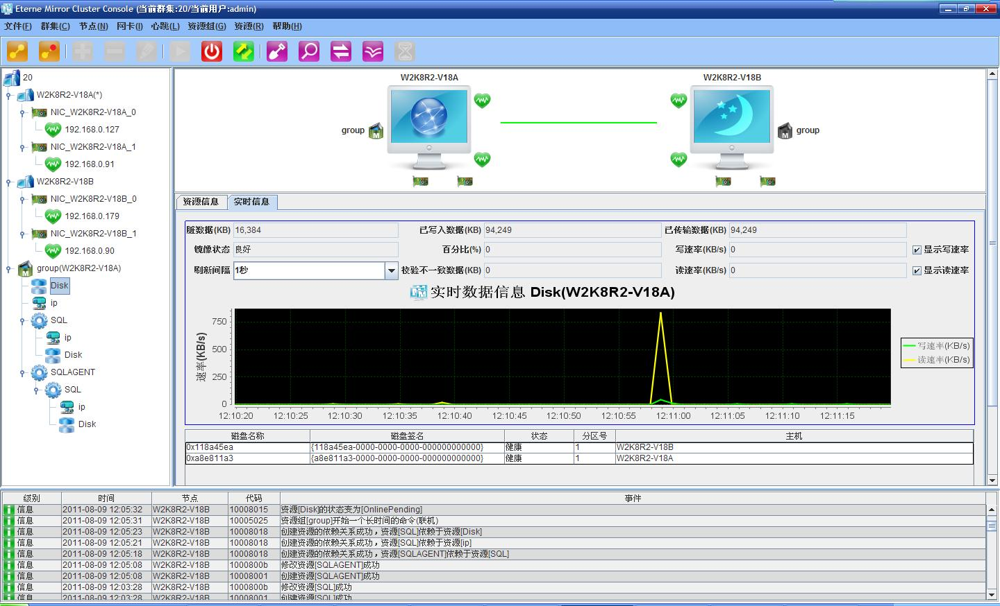 Eterne Mirror Cluster Console (当前群集:20/当前用户:admin)
文件(F) 群集(C) 节点(N) 网卡(I) 心跳(L) 资源组(G) 资源(R) 帮助(H)
20
W2K8R2-V18A(*)
NIC_W2K8R2-V18A_0
192.168.0.127
NIC_W2K8R2-V18A_1
192.168.0.91
W2K8R2-V18B
NIC_W2K8R2-V18B_0
192.168.0.179
NIC_W2K8R2-V18B_1
192.168.0.90
group(W2K8R2-V18A)
Disk
ip
SQL
ip
Disk
SQLAGENT
SQL
ip
Disk
W2K8R2-V18A W2K8R2-V18B
group M M group
资源信息 实时信息
脏数据(KB) 16,384 已写入数据(KB) 94,249 已传输数据(KB) 94,249
镜像状态 良好 百分比(%) 0 写速率(KB/s) 0 显示写速率
刷新间隔 1秒 校验不一致数据(KB) 0 读速率(KB/s) 0 显示读速率
实时数据信息 Disk(W2K8R2-V18A)
速率(KB/s)
750
500
250
0
12:10:20 12:10:25 12:10:30 12:10:35 12:10:40 12:10:45 12:10:50 12:10:55 12:11:00 12:11:05 12:11:10 12:11:15
写速率(KB/s)
读速率(KB/s)
磁盘名称 磁盘签名 状态 分区号 主机
0x118a45ea {118a45ea-0000-0000-0000-000000000000} 健康 1 W2K8R2-V18B
0xa8e811a3 {a8e811a3-0000-0000-0000-000000000000} 健康 1 W2K8R2-V18A
级别 时间 节点 代码 事件
信息 2011-08-09 12:05:32 W2K8R2-V18B 10008015 资源[Disk]的状态变为[OnlinePending]
信息 2011-08-09 12:05:31 W2K8R2-V18B 10005025 资源组[group]开始一个长时间的命令(联机)
信息 2011-08-09 12:05:23 W2K8R2-V18B 10008018 创建资源的依赖关系成功，资源[SQL]依赖于资源[Disk]
信息 2011-08-09 12:05:21 W2K8R2-V18B 10008018 创建资源的依赖关系成功，资源[SQL]依赖于资源[ip]
信息 2011-08-09 12:05:18 W2K8R2-V18B 10008018 创建资源的依赖关系成功，资源[SQLAGENT]依赖于资源[SQL]
信息 2011-08-09 12:05:08 W2K8R2-V18B 1000800b 修改资源[SQLAGENT]成功
信息 2011-08-09 12:05:08 W2K8R2-V18B 10008001 创建资源[SQLAGENT]成功
信息 2011-08-09 12:03:28 W2K8R2-V18B 1000800b 修改资源[SQL]成功
信息 2011-08-09 12:03:28 W2K8R2-V18B 10008001 创建资源[SQL]成功